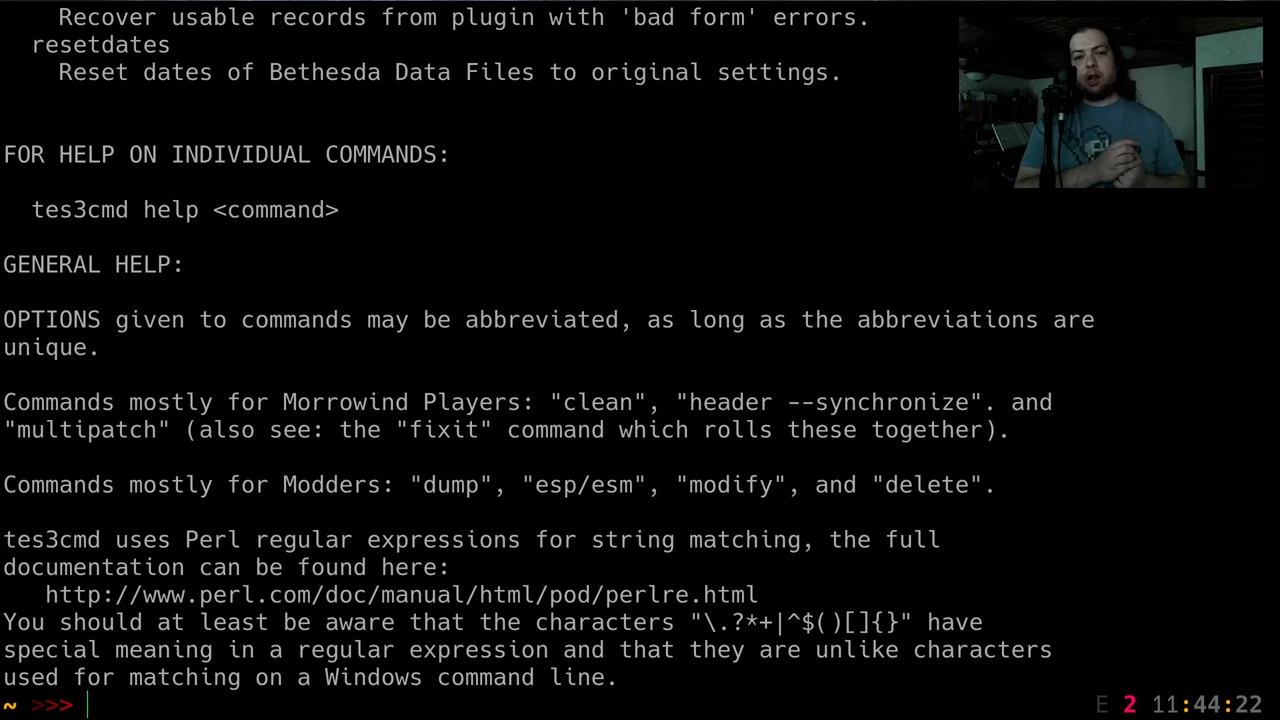 Recover usable records from plugin with 'bad form' errors.
resetdates
Reset dates of Bethesda Data Files to original settings.
FOR HELP ON INDIVIDUAL COMMANDS:
tes3cmd help <command>
GENERAL HELP:
OPTIONS given to commands may be abbreviated, as long as the abbreviations are
unique.
Commands mostly for Morrowind Players: "clean", "header --synchronize". and
"multipatch" (also see: the "fixit" command which rolls these together).
Commands mostly for Modders: "dump", "esp/esm", "modify", and "delete".
tes3cmd uses Perl regular expressions for string matching, the full
documentation can be found here:
http://www.perl.com/doc/manual/html/pod/perlre.html
You should at least be aware that the characters "\.?*+|^$()[]{}" have
special meaning in a regular expression and that they are unlike characters
used for matching on a Windows command line.
~ >>> E 2 11:44:22